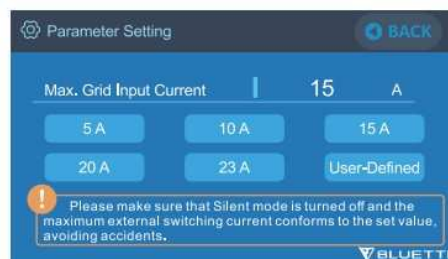 Parameter Setting
BACK
Max. Grid Input Current 15 A
5 A 10 A 15 A
20 A 23 A User-Defined
! Please make sure that Silent mode is turned off and the
maximum external switching current conforms to the set value,
avoiding accidents.
BLUETTI